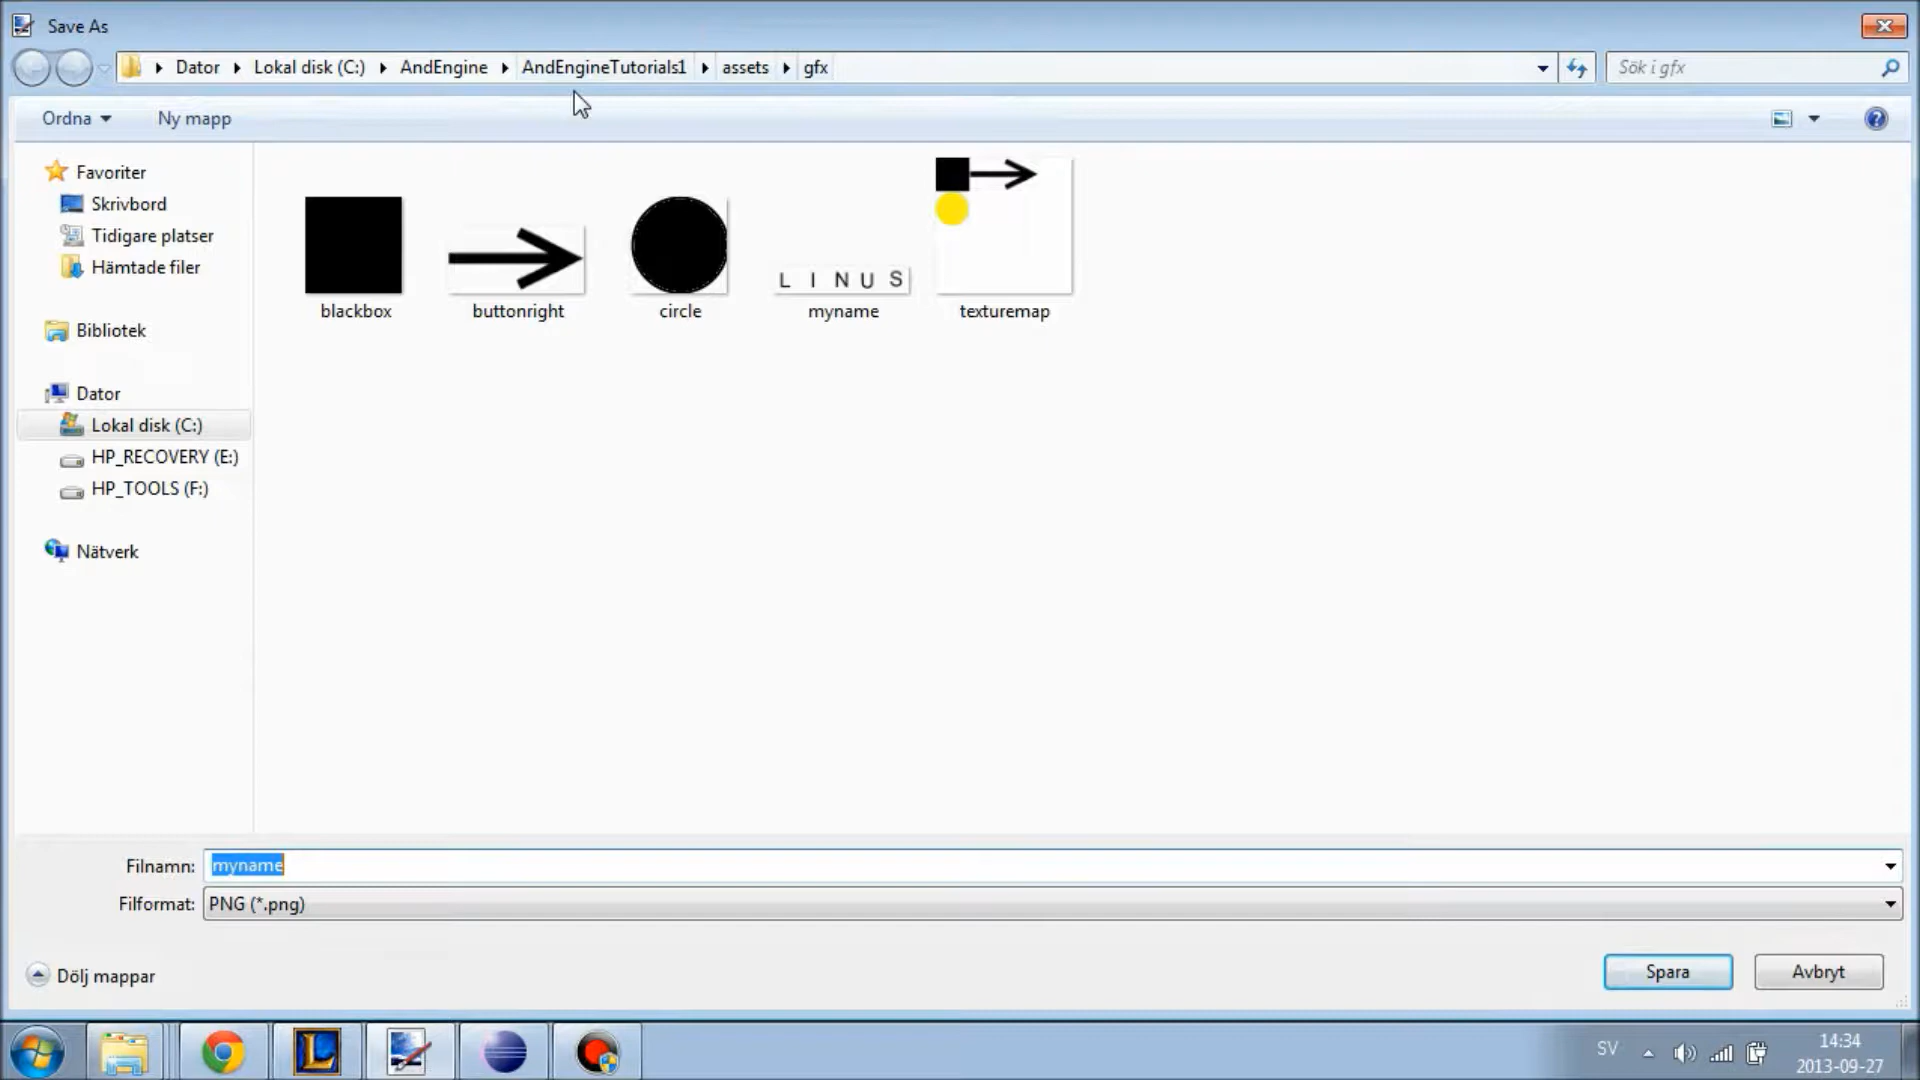 Save As
Dator Lokal disk (C:) AndEngine AndEngineTutorials1 assets gfx
Sök i gfx
Ordna Ny mapp
Favoriter
Skrivbord
Tidigare platser
Hämtade filer
Bibliotek
Dator
Lokal disk (C:)
HP_RECOVERY (E:)
HP_TOOLS (F:)
Nätverk
LINUS
blackbox buttonright circle myname texturemap
Filnamn: myname
Filformat: PNG (*.png)
Dölj mappar
Spara Avbryt
L
SV
14:34
2013-09-27